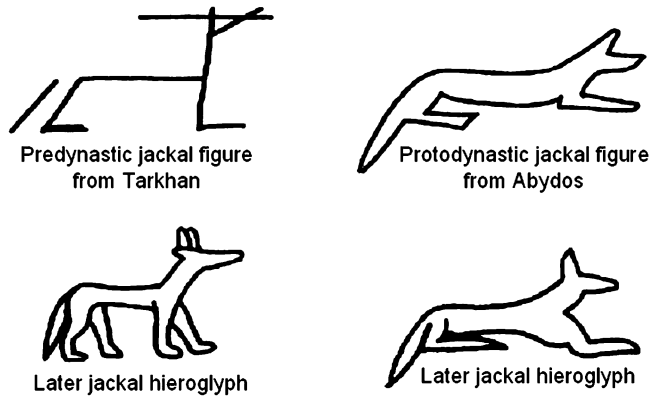 Predynastic jackal figure
from Tarkhan
Protodynastic jackal figure
from Abydos
Later jackal hieroglyph
Later jackal hieroglyph